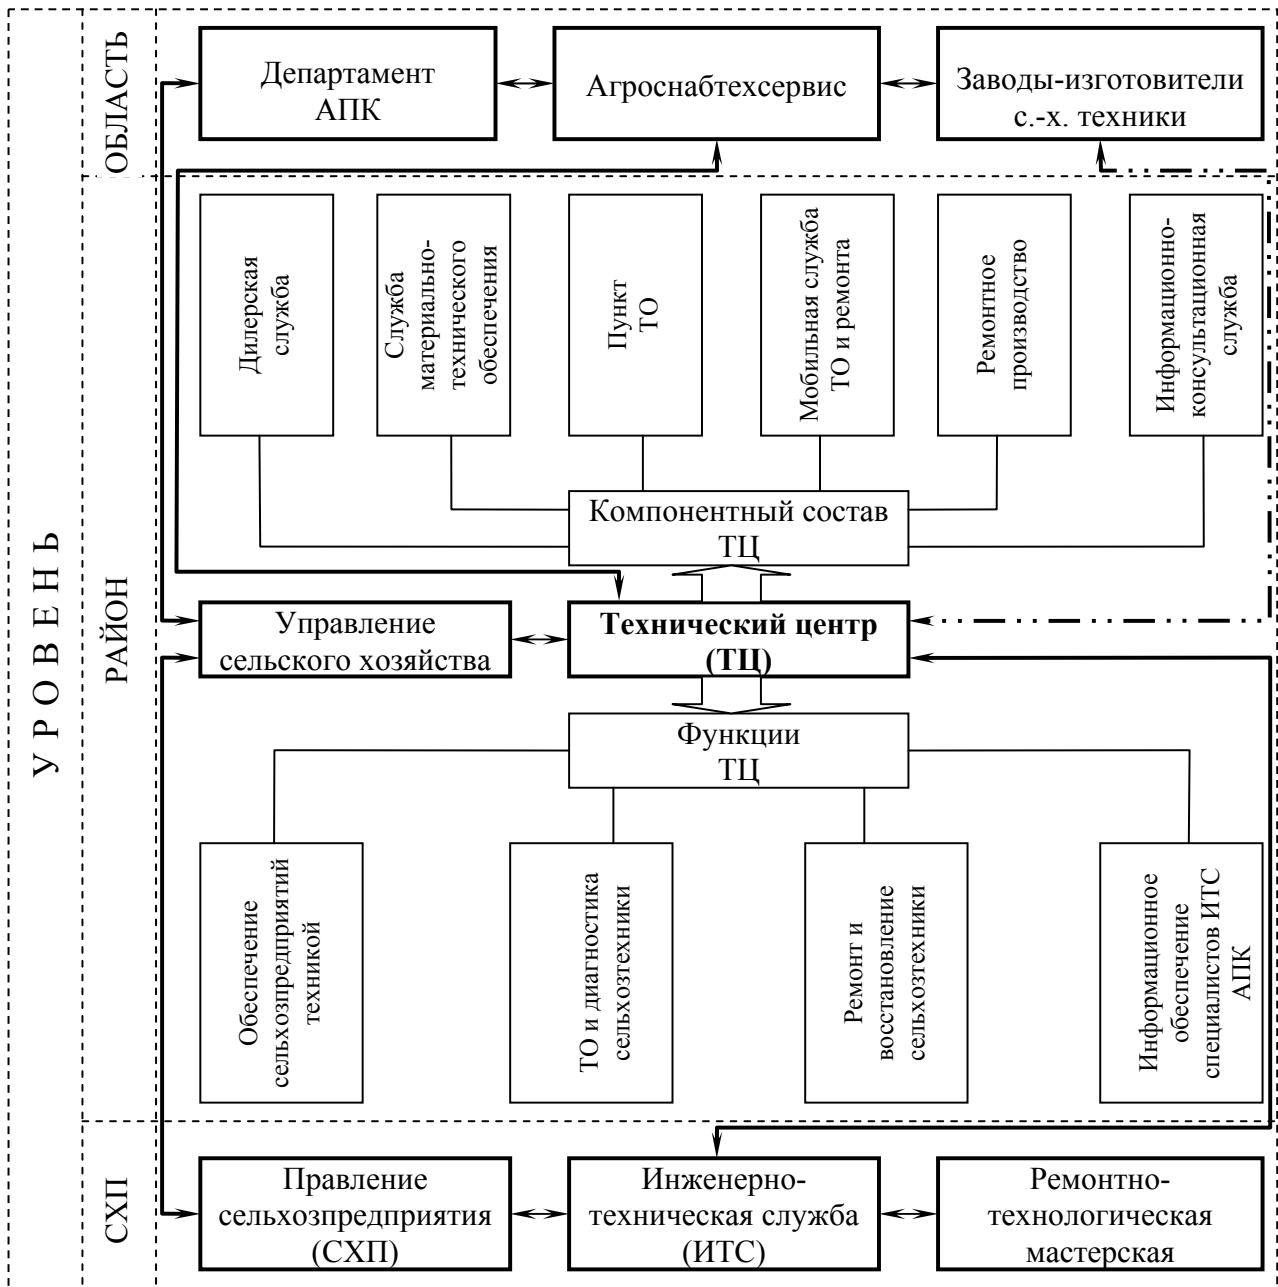 УРОВЕНЬ
ОБЛАСТЬ
Департамент
АПК
Агроснабтехсервис
Заводы-изготовители
с.-х. техники
РАЙОН
Дилерская
служба
Служба
материально-
технического
обеспечения
Пункт
ТО
Мобильная служба
ТО и ремонта
Ремонтное
производство
Информационно-
консультационная
служба
Компонентный состав
ТЦ
Управление
сельского хозяйства
Технический центр
(ТЦ)
Функции
ТЦ
Обеспечение
сельхозпредприятий
техникой
ТО и диагностика
сельхозтехники
Ремонт и
восстановление
сельхозтехники
Информационное
обеспечение
специалистов ИТС
АПК
СХП
Правление
сельхозпредприятия
(СХП)
Инженерно-
техническая служба
(ИТС)
Ремонтно-
технологическая
мастерская